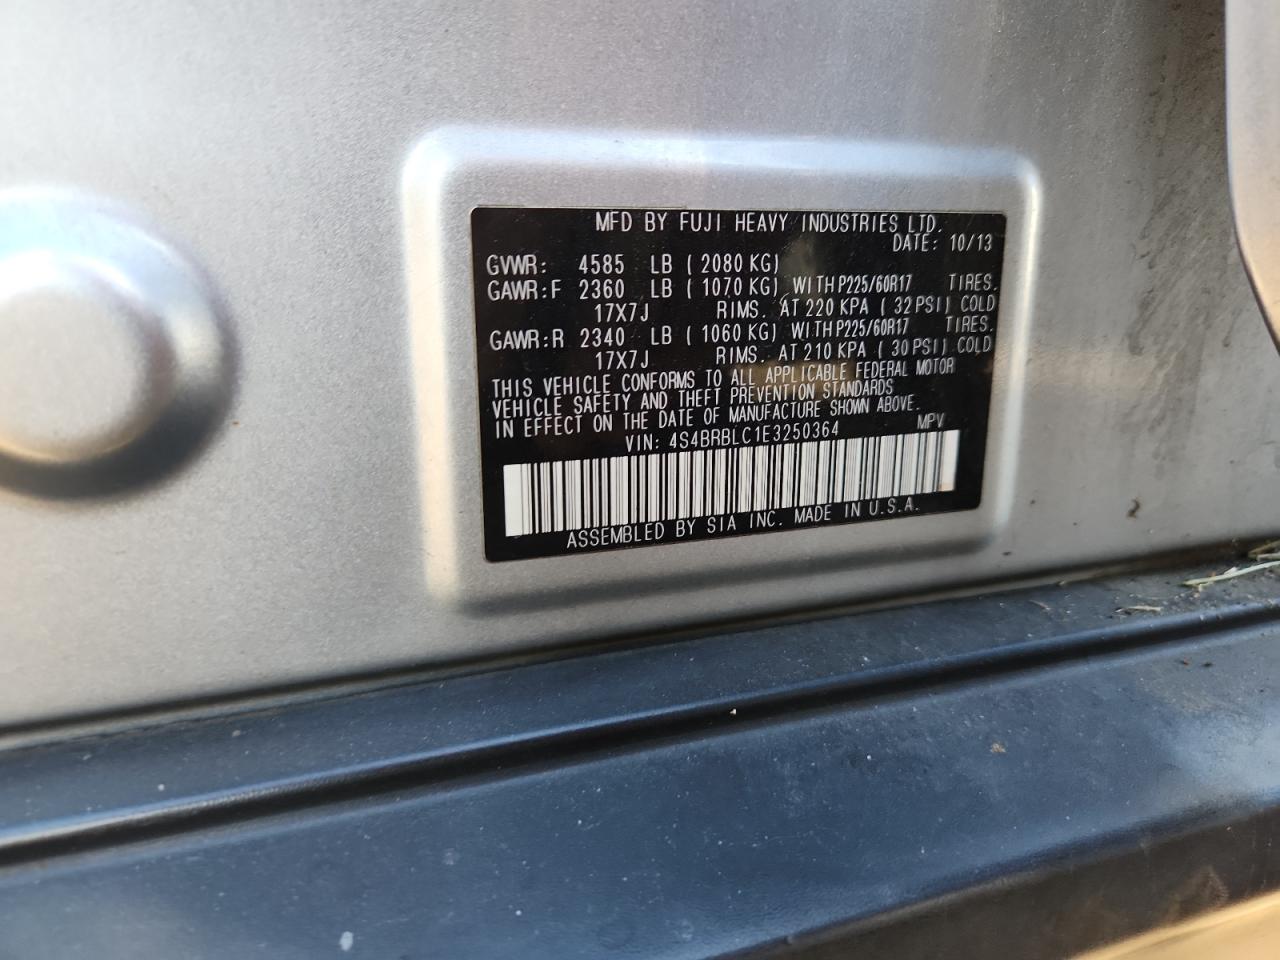 MFD BY FUJI HEAVY INDUSTRIES LTD.
DATE: 10/13
GVWR: 4585 LB (2080 KG)
GAWR:F 2360 LB (1070 KG) WITH P225/60R17 TIRES.
17X7J RIMS. AT 220 KPA (32 PSI) COLD
GAWR:R 2340 LB (1060 KG) WITH P225/60R17 TIRES.
17X7J RIMS. AT 210 KPA (30 PSI) COLD
THIS VEHICLE CONFORMS TO ALL APPLICABLE FEDERAL MOTOR
VEHICLE SAFETY AND THEFT PREVENTION STANDARDS
IN EFFECT ON THE DATE OF MANUFACTURE SHOWN ABOVE.
VIN: 4S4BRBLC1E3250364 MPV
ASSEMBLED BY SIA INC. MADE IN U.S.A.